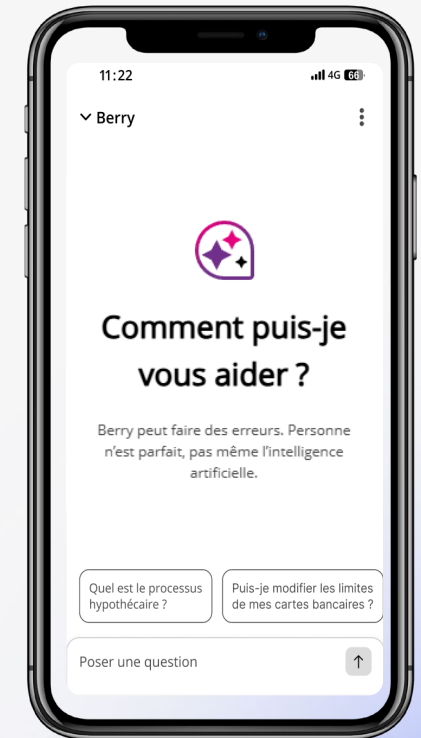 11:22
4G 66
Berry
Comment puis-je
vous aider ?
Berry peut faire des erreurs. Personne
n'est parfait, pas même l'intelligence
artificielle.
Quel est le processus
hypothécaire ?
Puis-je modifier les limites
de mes cartes bancaires ?
Poser une question